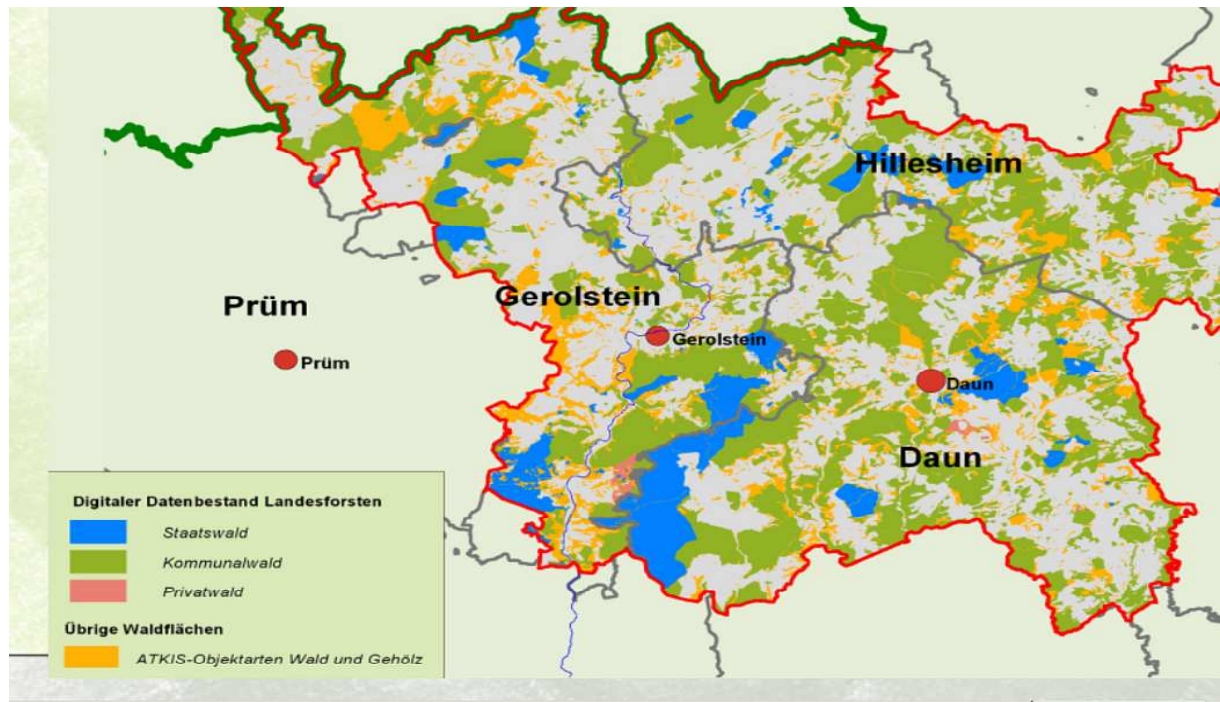 Hillesheim
Gerolstein
Prüm
Gerolstein
Prüm
Daun
Daun
Digitaler Datenbestand Landesforsten
Staatswald
Kommunalwald
Privatwald
Übrige Waldflächen
ATKIS-Objektarten Wald und Gehölz